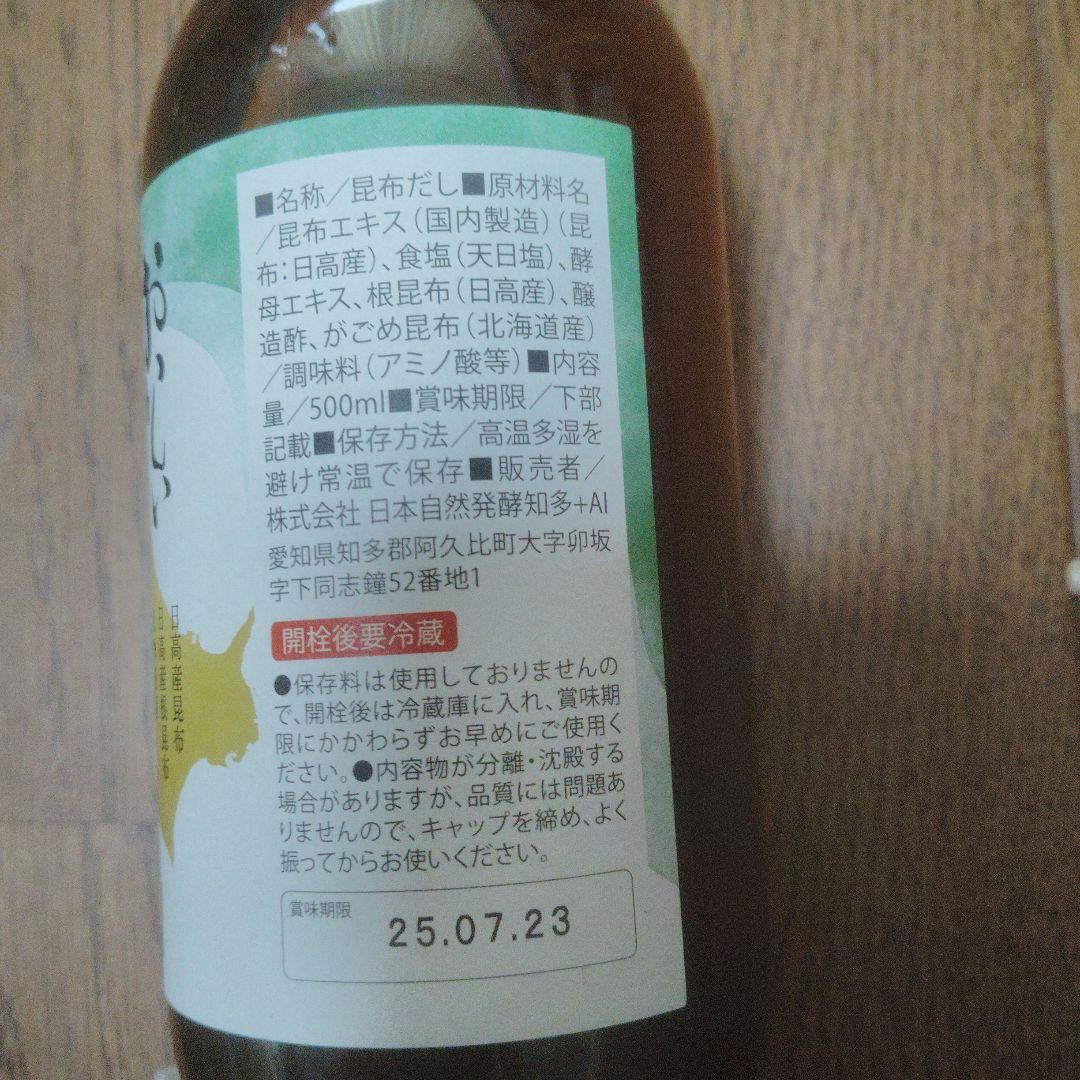 ■名称／昆布だし■原材料名
／昆布エキス（国内製造）（昆
布：日高産）、食塩（天日塩）、酵
母エキス、根昆布（日高産）、醸
造酢、がごめ昆布（北海道産）
／調味料（アミノ酸等）■内容
量／500ml■賞味期限／下部
記載■保存方法／高温多湿を
避け常温で保存■販売者／
株式会社 日本自然発酵知多+AI
愛知県知多郡阿久比町大字卯坂
字下同志鐘52番地1
開栓後要冷蔵
●保存料は使用しておりませんの
で、開栓後は冷蔵庫に入れ、賞味期
限にかかわらずお早めにご使用く
ださい。●内容物が分離・沈殿する
場合がありますが、品質には問題あ
りませんので、キャップを締め、よく
振ってからお使いください。
賞味期限
25.07.23
日高産昆布
日高産根昆布